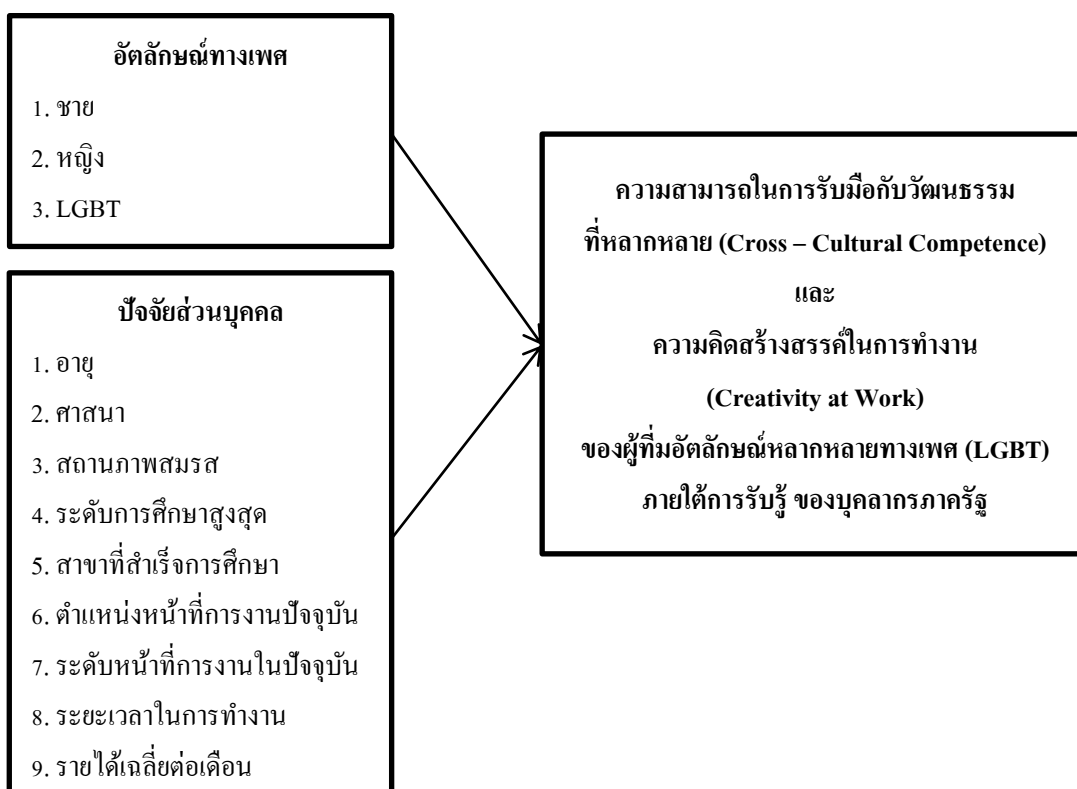 อัตลักษณ์ทางเพศ
1. ชาย
2. หญิง
3. LGBT
ปัจจัยส่วนบุคคล
1. อายุ
2. ศาสนา
3. สถานภาพสมรส
4. ระดับการศึกษาสูงสุด
5. สาขาที่สำเร็จการศึกษา
6. ตำแหน่งหน้าที่การงานปัจจุบัน
7. ระดับหน้าที่การงานในปัจจุบัน
8. ระยะเวลาในการทำงาน
9. รายได้เฉลี่ยต่อเดือน
ความสามารถในการรับมือกับวัฒนธรรม
ที่หลากหลาย (Cross – Cultural Competence)
และ
ความคิดสร้างสรรค์ในการทำงาน
(Creativity at Work)
ของผู้ที่มอัตลักษณ์หลากหลายทางเพศ (LGBT)
ภายใต้การรับรู้ ของบุคลากรภาครัฐ